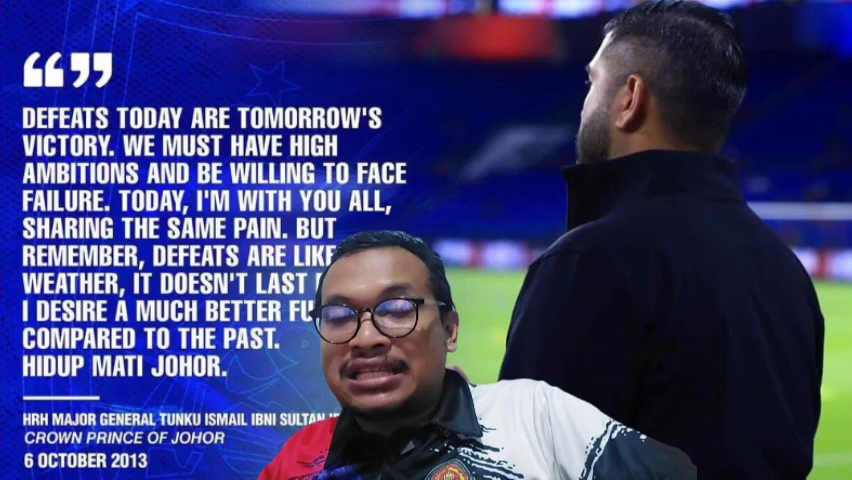 DEFEATS TODAY ARE TOMORROW'S
VICTORY. WE MUST HAVE HIGH
AMBITIONS AND BE WILLING TO FACE
FAILURE. TODAY, I'M WITH YOU ALL,
SHARING THE SAME PAIN. BUT
REMEMBER, DEFEATS ARE LIKE
WEATHER, IT DOESN'T LAST
I DESIRE A MUCH BETTER
COMPARED TO THE PAST.
HIDUP MATI JOHOR.
HRH MAJOR GENERAL TUNKU ISMAIL IBNI SULTAN
CROWN PRINCE OF JOHOR
6 OCTOBER 2013